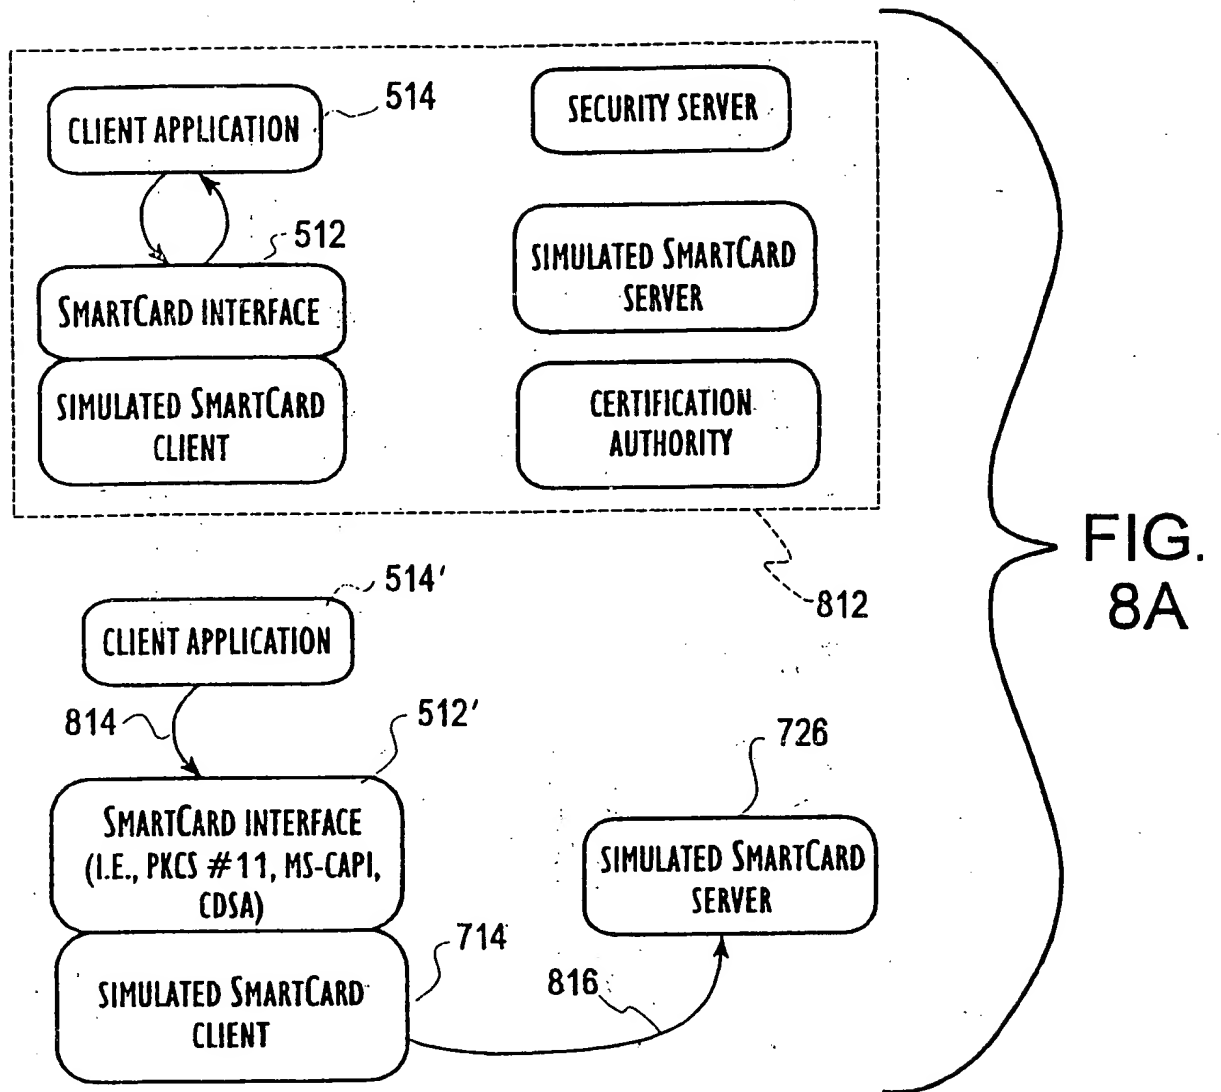 CLIENT APPLICATION
514
SECURITY SERVER
512
SMARTCARD INTERFACE
SIMULATED SMARTCARD
SERVER
SIMULATED SMARTCARD
CLIENT
CERTIFICATION
AUTHORITY
812
FIG.
8A
514′
CLIENT APPLICATION
814
512′
726
SMARTCARD INTERFACE
(I.E., PKCS #11, MS-CAPI,
CDSA)
SIMULATED SMARTCARD
SERVER
714
SIMULATED SMARTCARD
CLIENT
816